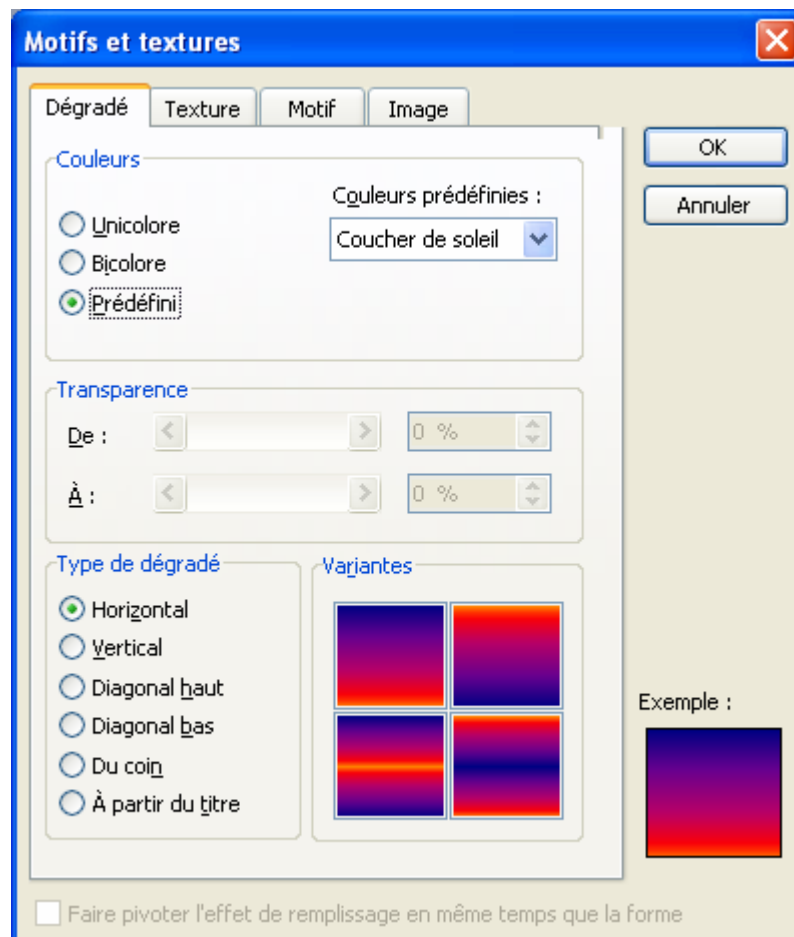 Motifs et textures
Dégradé Texture Motif Image
OK
Annuler
Couleurs
Couleurs prédéfinies :
Unicolore
Coucher de soleil
Bicolore
Prédéfini
Transparence
De : 0 %
À : 0 %
Type de dégradé
Horizontal
Vertical
Diagonal haut
Diagonal bas
Du coin
À partir du titre
Variantes
Exemple :
Faire pivoter l'effet de remplissage en même temps que la forme